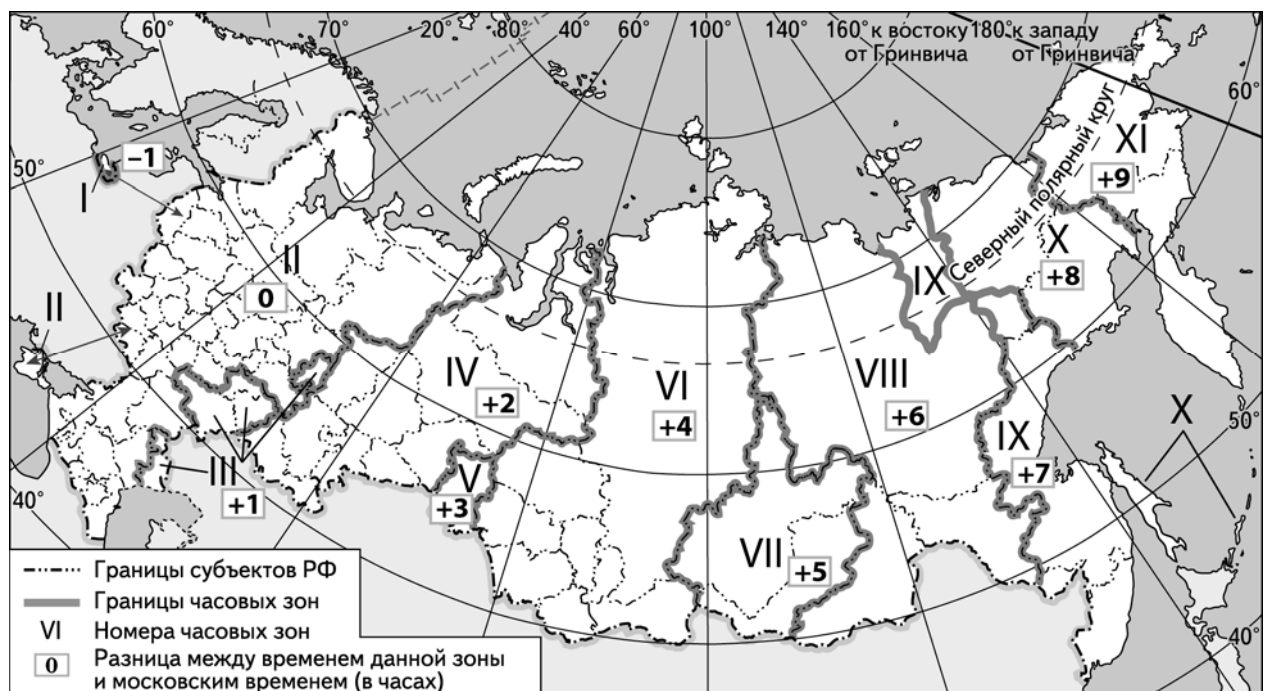 60°
70°
20°
60°
40°
80°
100°
140°
120°
160° к востоку
от Гринвича
180° к западу
от Гринвича
60°
50°
I
–1
II
0
II
Северный полярный круг
XI
+9
X
+8
IX
IV
+2
VI
+4
VIII
+6
V
+3
IX
+7
X
50°
III
+1
VII
+5
40°
40°
Границы субъектов РФ
Границы часовых зон
VI Номера часовых зон
0 Разница между временем данной зоны
и московским временем (в часах)